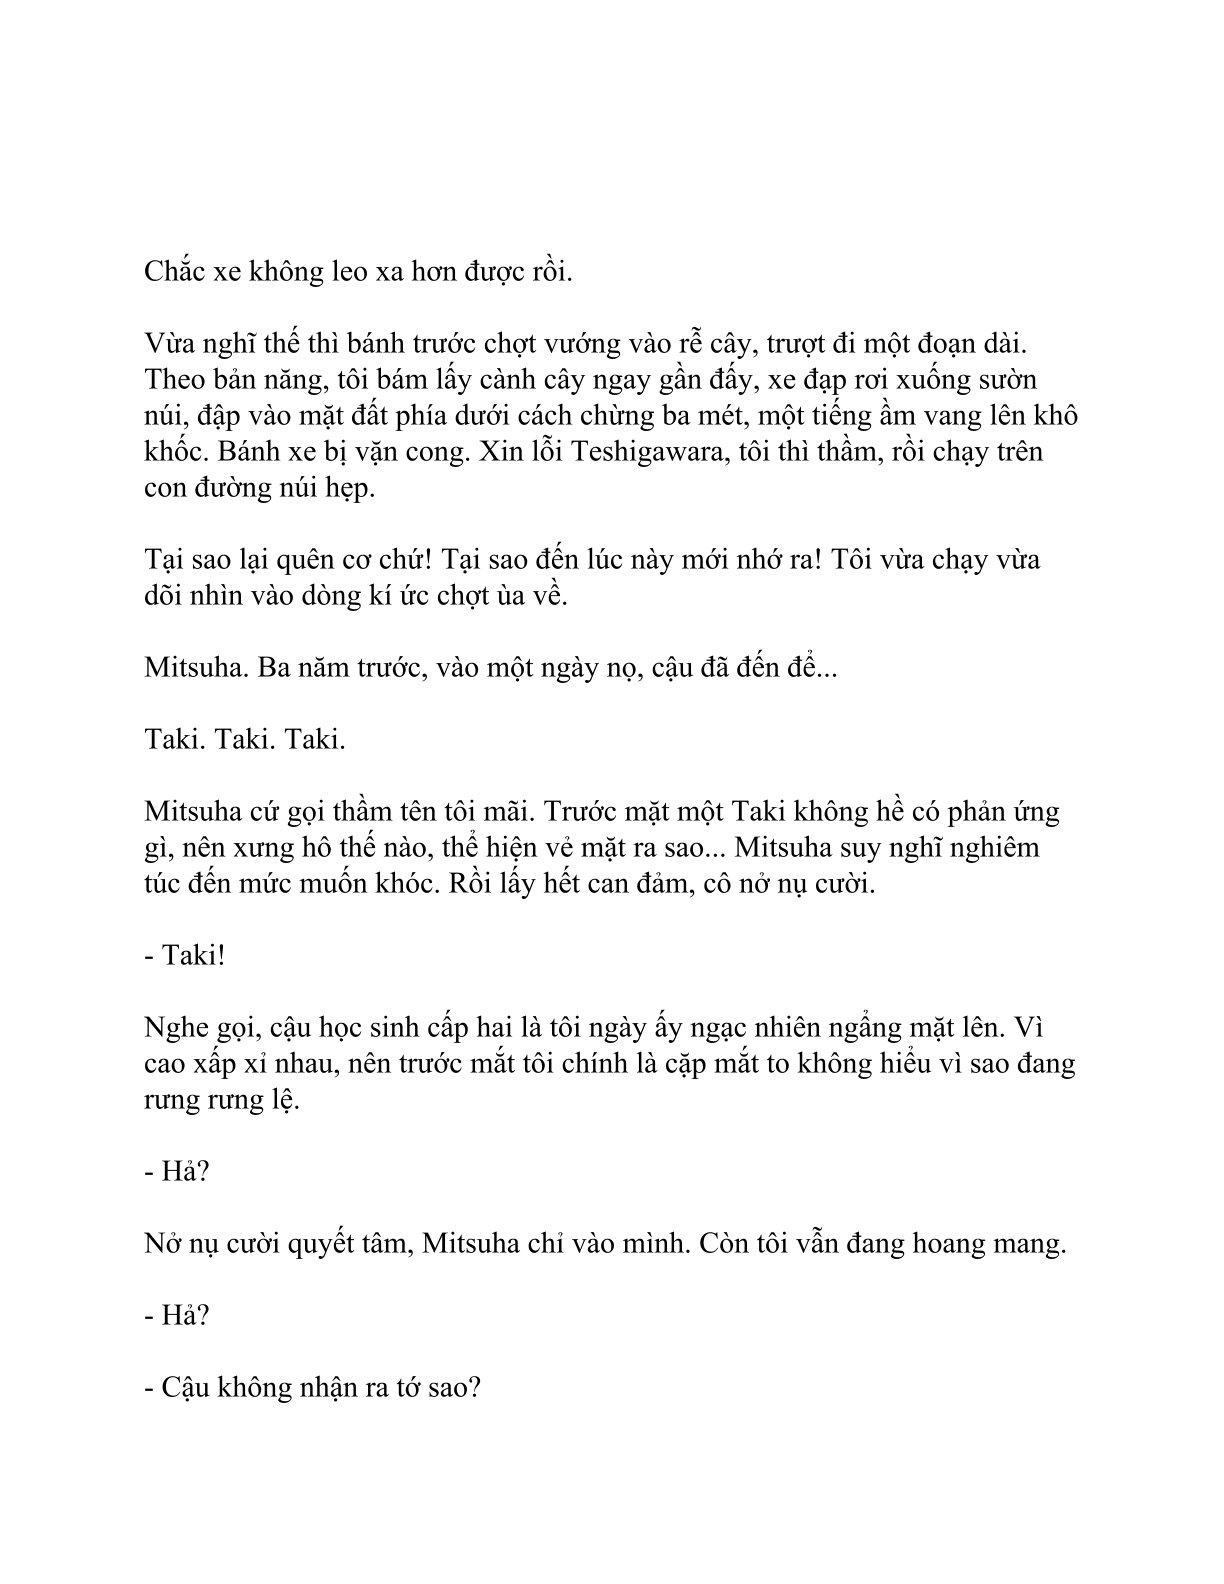 Chắc xe không leo xa hơn được rồi.
Vừa nghĩ thế thì bánh trước chợt vướng vào rễ cây, trượt đi một đoạn dài.
Theo bản năng, tôi bám lấy cành cây ngay gần đấy, xe đạp rơi xuống sườn
núi, đập vào mặt đất phía dưới cách chừng ba mét, một tiếng ầm vang lên khô
khốc. Bánh xe bị vặn cong. Xin lỗi Teshigawara, tôi thì thầm, rồi chạy trên
con đường núi hẹp.
Tại sao lại quên cơ chứ! Tại sao đến lúc này mới nhớ ra! Tôi vừa chạy vừa
dõi nhìn vào dòng kí ức chợt ùa về.
Mitsuha. Ba năm trước, vào một ngày nọ, cậu đã đến để...
Taki. Taki. Taki.
Mitsuha cứ gọi thầm tên tôi mãi. Trước mặt một Taki không hề có phản ứng
gì, nên xưng hô thế nào, thể hiện vẻ mặt ra sao... Mitsuha suy nghĩ nghiêm
túc đến mức muốn khóc. Rồi lấy hết can đảm, cô nở nụ cười.
- Taki!
Nghe gọi, cậu học sinh cấp hai là tôi ngày ấy ngạc nhiên ngẩng mặt lên. Vì
cao xấp xỉ nhau, nên trước mắt tôi chính là cặp mắt to không hiểu vì sao đang
rưng rưng lệ.
- Hả?
Nở nụ cười quyết tâm, Mitsuha chỉ vào mình. Còn tôi vẫn đang hoang mang.
- Hả?
- Cậu không nhận ra tớ sao?